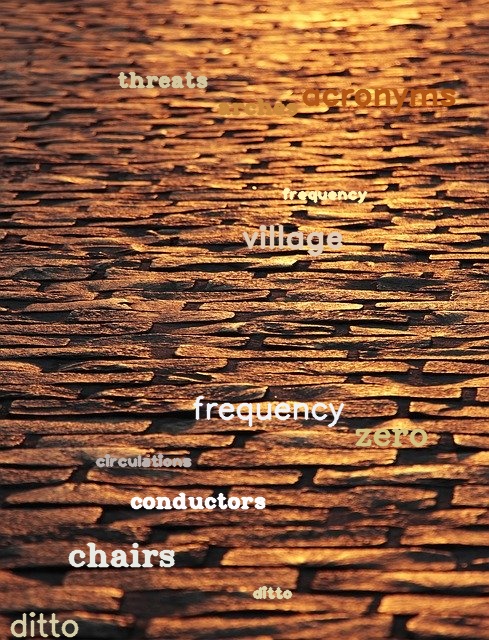 threats
acronyms
frequency
village
frequency
zero
circulations
conductors
chairs
ditto
ditto